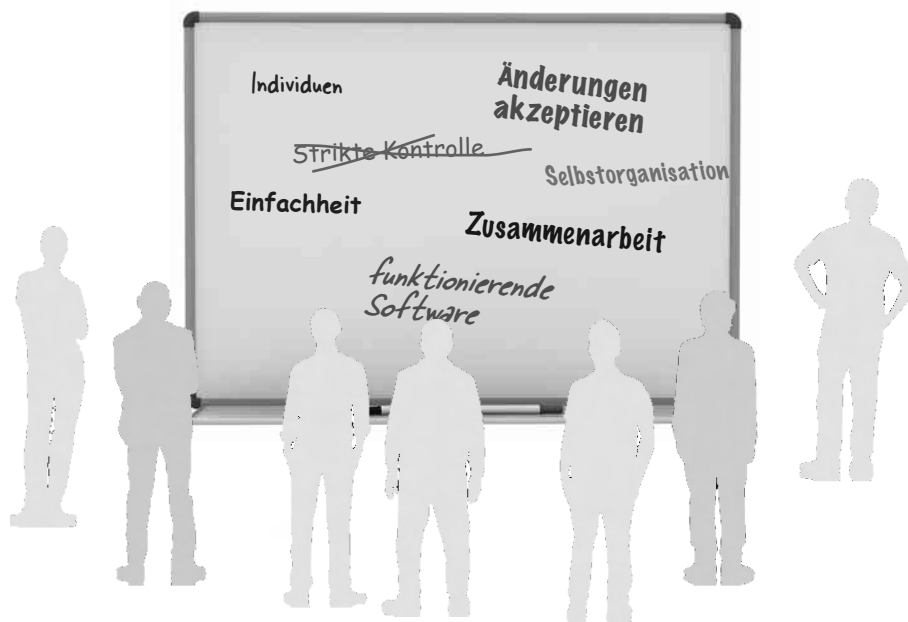 Individuen
Änderungen
akzeptieren
Strikte Kontrolle
Selbstorganisation
Einfachheit
Zusammenarbeit
funktionierende
Software